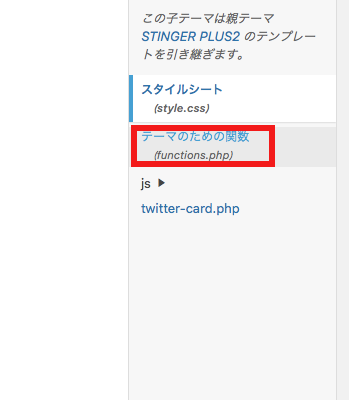 この子テーマは親テーマ
STINGER PLUS2 のテンプレー
トを引き継ぎます。
スタイルシート
(style.css)
テーマのための関数
(functions.php)
js ▶
twitter-card.php